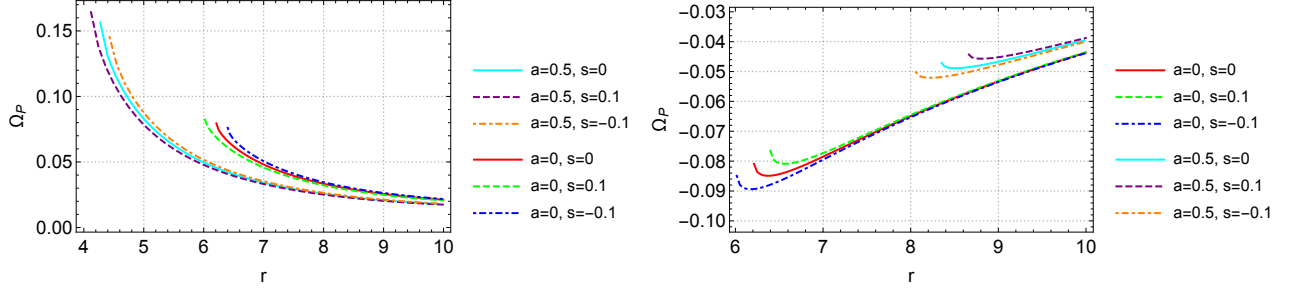 0.15
0.10
0.05
0.00
Ω_P
4 5 6 7 8 9 10
r
a=0.5, s=0
a=0.5, s=0.1
a=0.5, s=-0.1
a=0, s=0
a=0, s=0.1
a=0, s=-0.1
-0.03
-0.04
-0.05
-0.06
-0.07
-0.08
-0.09
-0.10
Ω_P
6 7 8 9 10
r
a=0, s=0
a=0, s=0.1
a=0, s=-0.1
a=0.5, s=0
a=0.5, s=0.1
a=0.5, s=-0.1